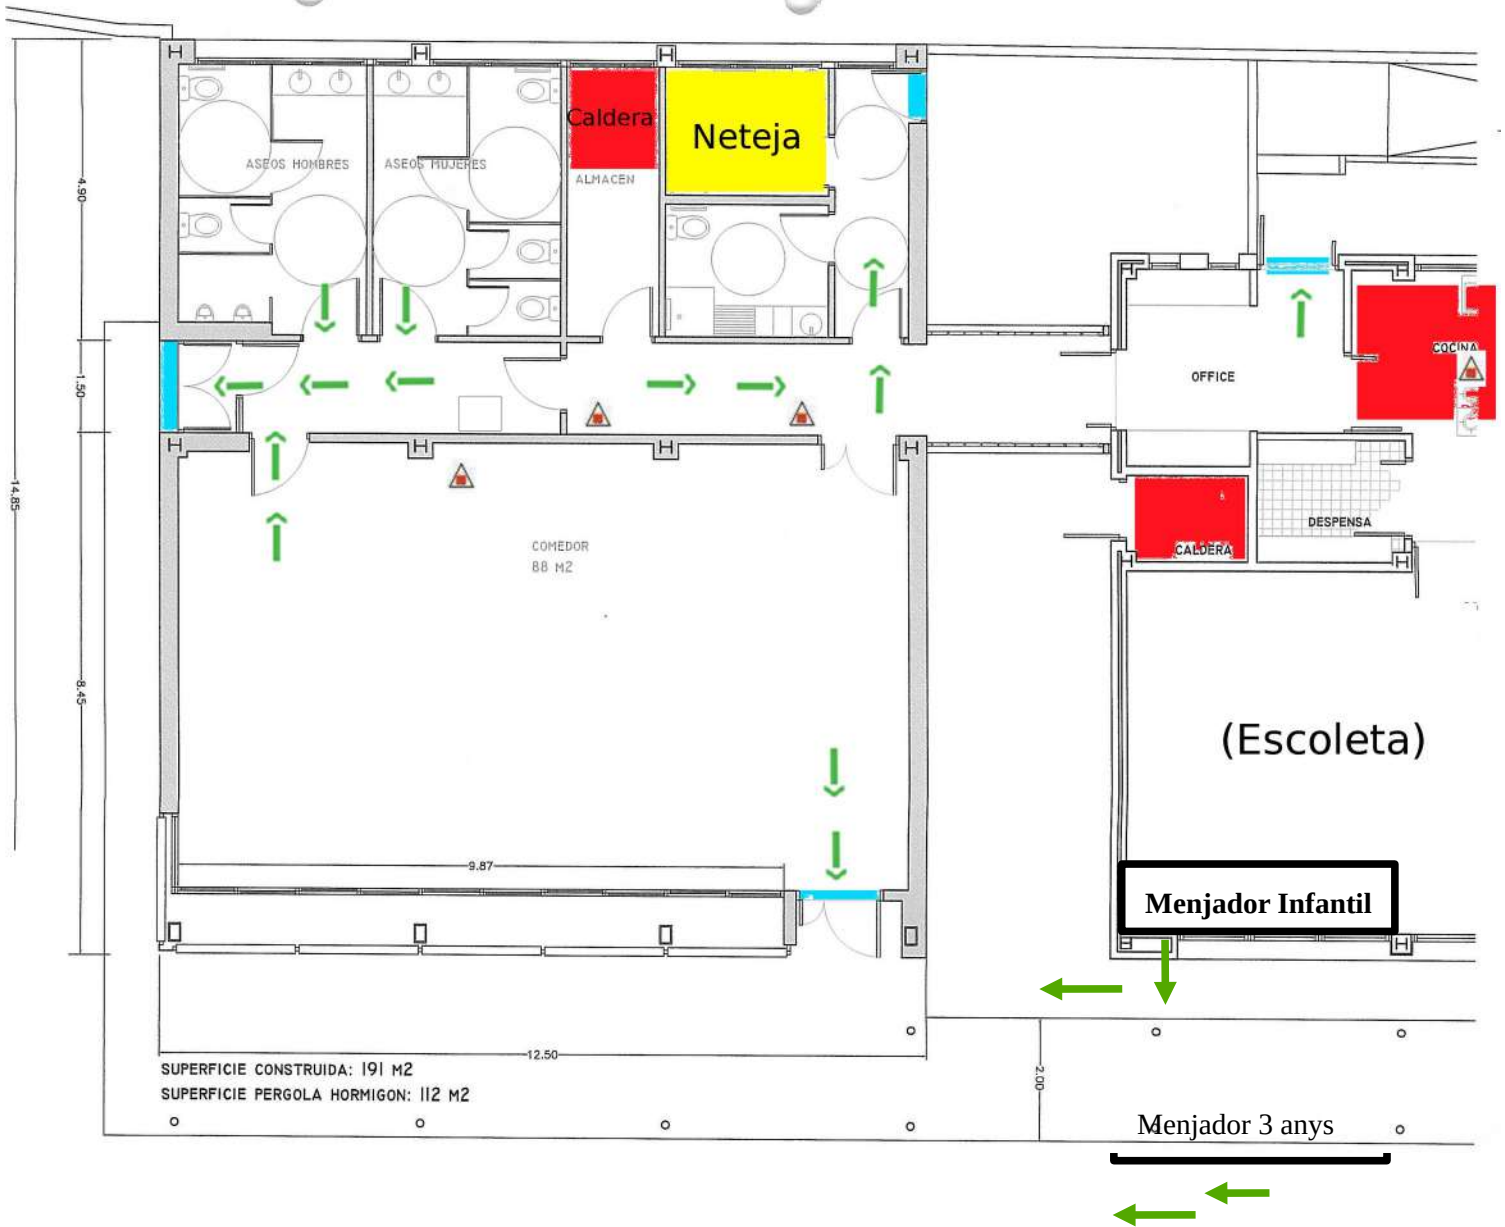 Caldera
Neteja
ASEOS HOMBRES
ASEOS MUJERES
ALMACEN
4.90
1.50
14.85
8.45
OFFICE
COCINA
CALDERA
DESPENSA
COMEDOR
88 M2
(Escoleta)
9.87
Menjador Infantil
12.50
2.00
SUPERFICIE CONSTRUIDA: 191 M2
SUPERFICIE PERGOLA HORMIGON: 112 M2
Menjador 3 anys